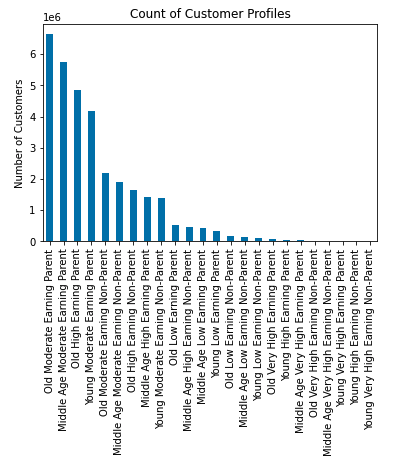 Count of Customer Profiles
1e6
6
5
4
3
2
1
0
Number of Customers
Old Moderate Earning Parent
Middle Age Moderate Earning Parent
Old High Earning Parent
Young Moderate Earning Parent
Old Moderate Earning Non-Parent
Middle Age Moderate Earning Non-Parent
Old High Earning Non-Parent
Middle Age High Earning Parent
Young Moderate Earning Non-Parent
Old Low Earning Parent
Middle Age High Earning Non-Parent
Middle Age Low Earning Parent
Young Low Earning Parent
Old Low Earning Non-Parent
Middle Age Low Earning Non-Parent
Young Low Earning Non-Parent
Old Very High Earning Parent
Young High Earning Parent
Middle Age Very High Earning Parent
Old Very High Earning Non-Parent
Middle Age Very High Earning Non-Parent
Young Very High Earning Parent
Young High Earning Non-Parent
Young Very High Earning Non-Parent